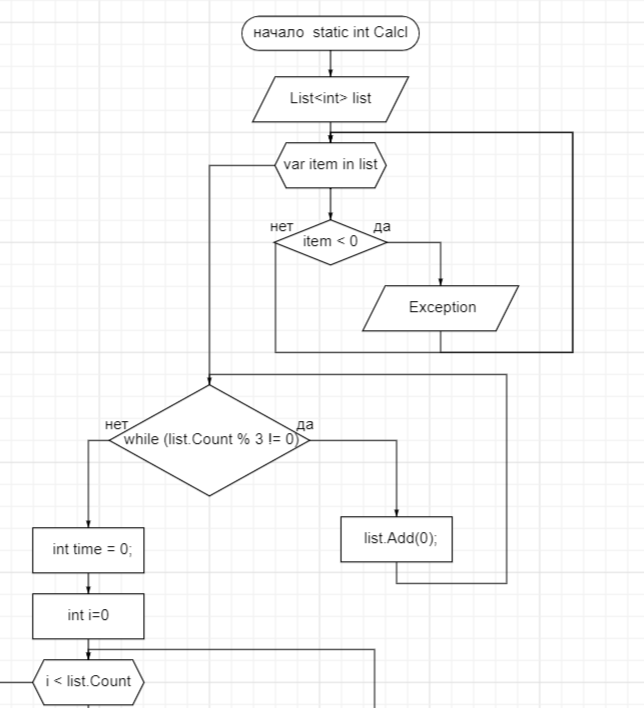 начало static int Calcl
List<int> list
var item in list
нет
да
item < 0
Exception
нет
да
while (list.Count % 3 != 0)
list.Add(0);
int time = 0;
int i=0
i < list.Count